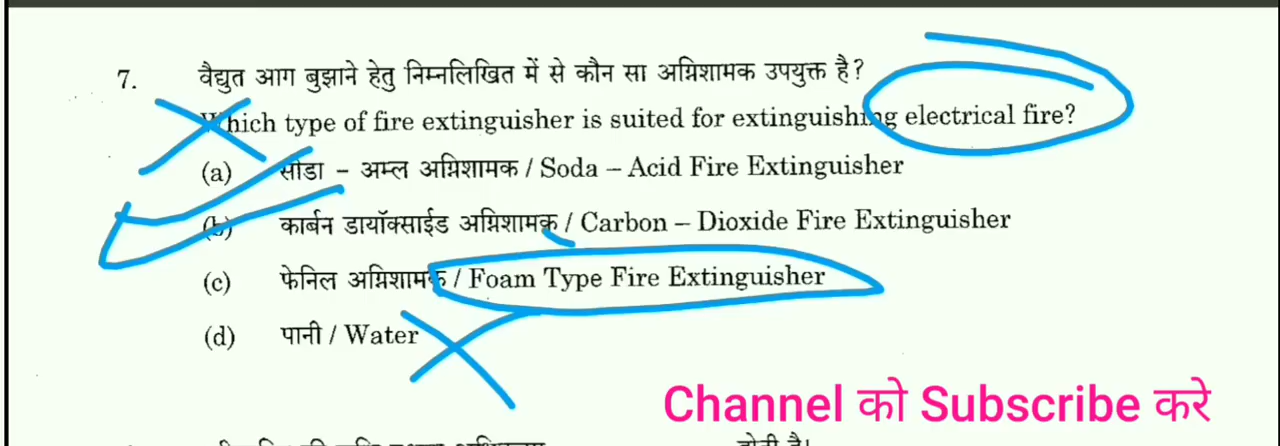 7. वैद्युत आग बुझाने हेतु निम्नलिखित में से कौन सा अग्निशामक उपयुक्त है?
Which type of fire extinguisher is suited for extinguishing electrical fire?
(a) सोडा – अम्ल अग्निशामक / Soda – Acid Fire Extinguisher
(b) कार्बन डायॉक्साईड अग्निशामक / Carbon – Dioxide Fire Extinguisher
(c) फेनिल अग्निशामक / Foam Type Fire Extinguisher
(d) पानी / Water
Channel को Subscribe करे
होती है।